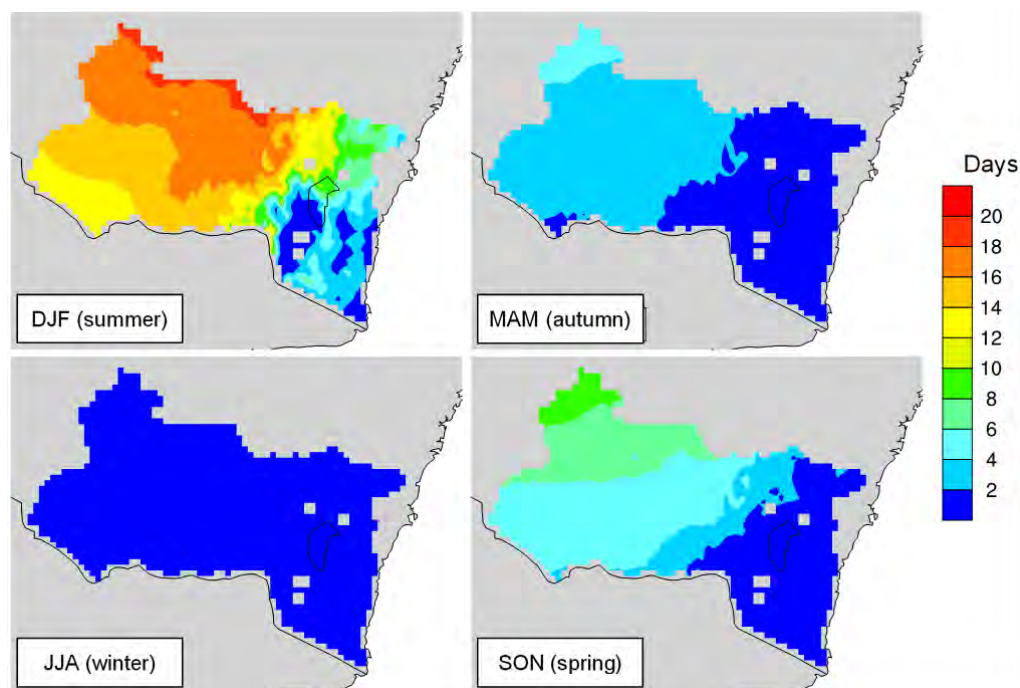 DJF (summer)
MAM (autumn)
JJA (winter)
SON (spring)
Days
20
18
16
14
12
10
8
6
4
2